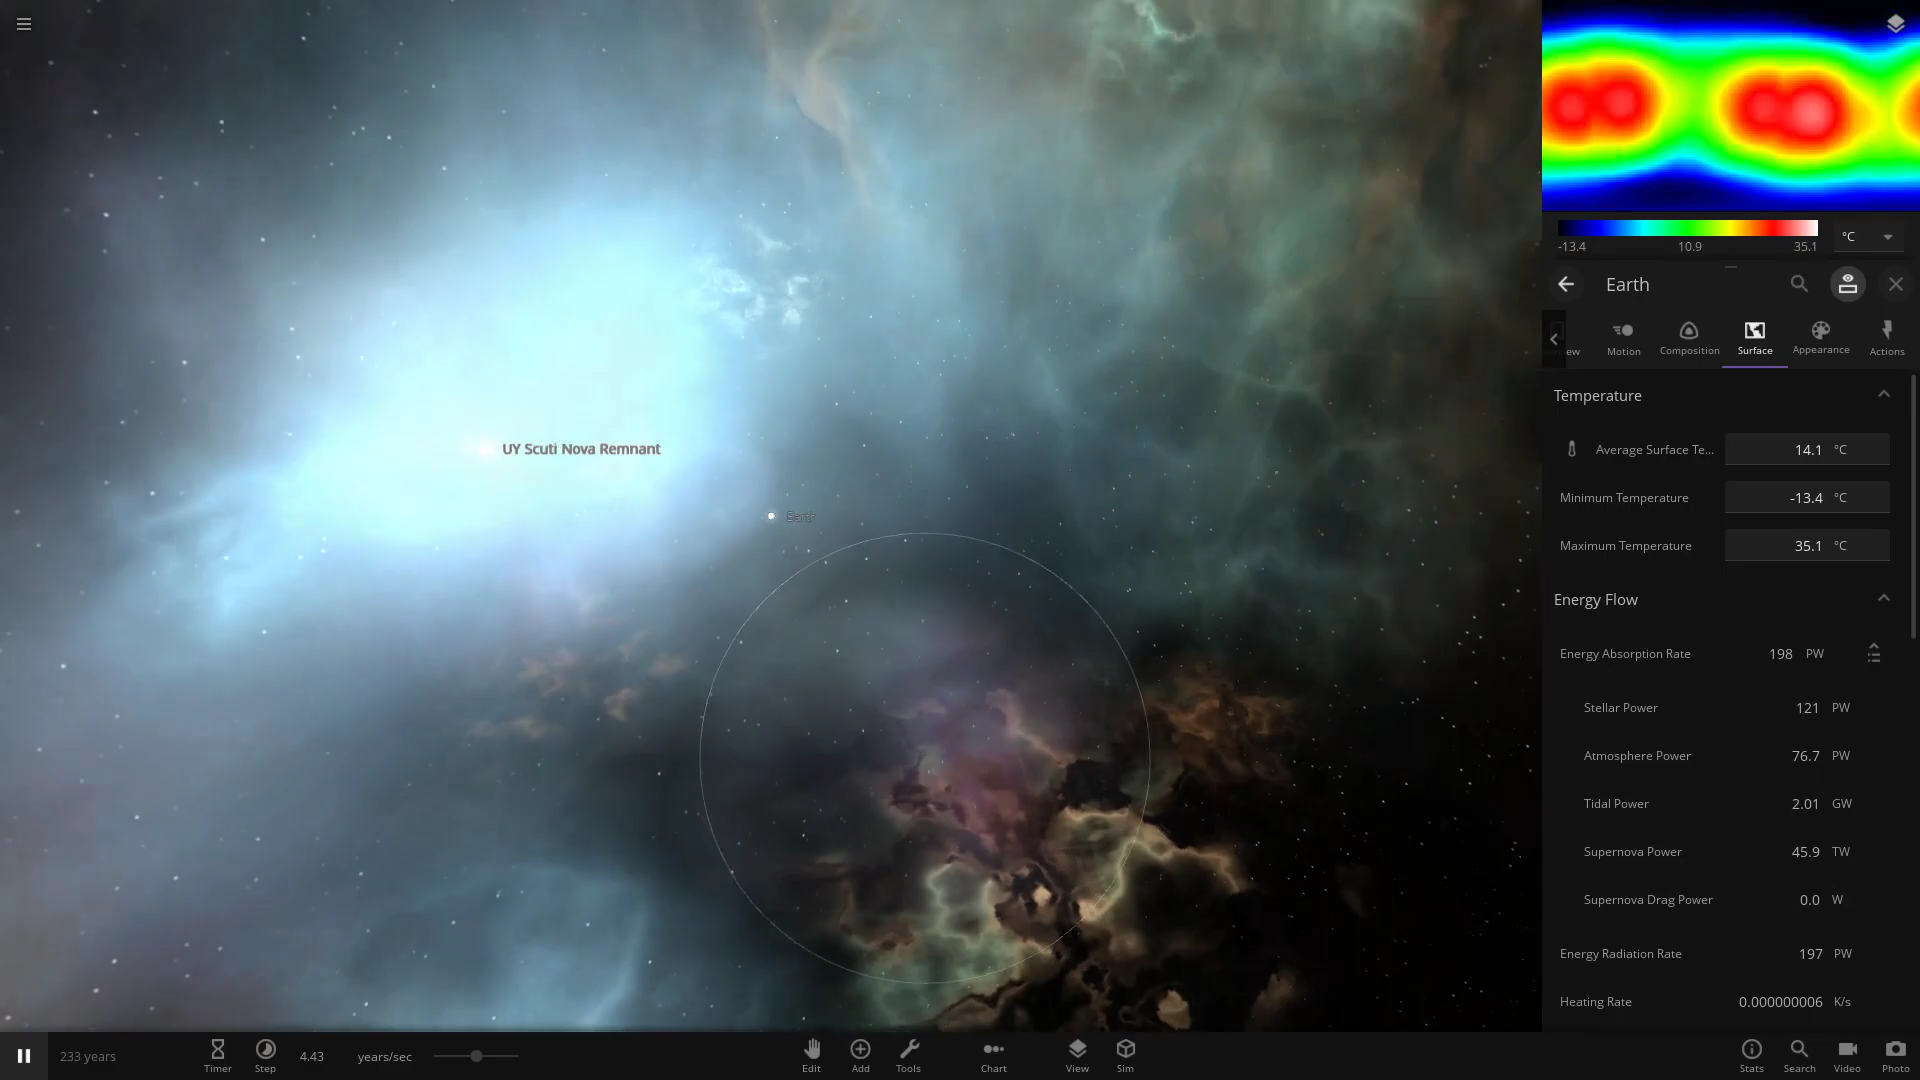 -13.4 10.9 35.1 °C
Earth
Motion Composition Surface Appearance Actions
Temperature
Average Surface Te... 14.1 °C
UY Scuti Nova Remnant
Minimum Temperature -13.4 °C
Earth
Maximum Temperature 35.1 °C
Energy Flow
Energy Absorption Rate 198 PW
Stellar Power 121 PW
Atmosphere Power 76.7 PW
Tidal Power 2.01 GW
Supernova Power 45.9 TW
Supernova Drag Power 0.0 W
Energy Radiation Rate 197 PW
Heating Rate 0.000000006 K/s
233 years Timer Step 4.43 years/sec Edit Add Tools Chart View Sim Stats Search Video Photo